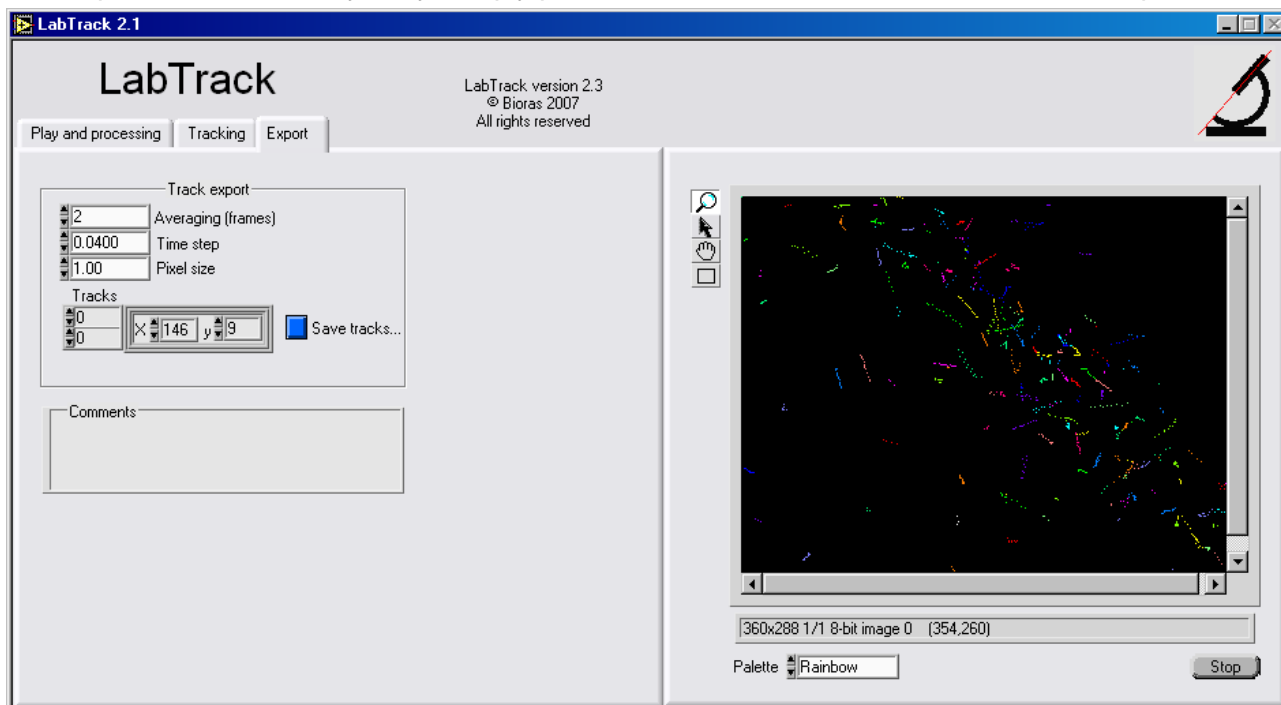 LabTrack 2.1
LabTrack
LabTrack version 2.3
© Bioras 2007
All rights reserved
Play and processing
Tracking
Export
Track export
2 Averaging (frames)
0.0400 Time step
1.00 Pixel size
Tracks
0
0
X 146 y 9
Save tracks...
Comments
360x288 1/1 8-bit image 0 (354,260)
Palette Rainbow
Stop